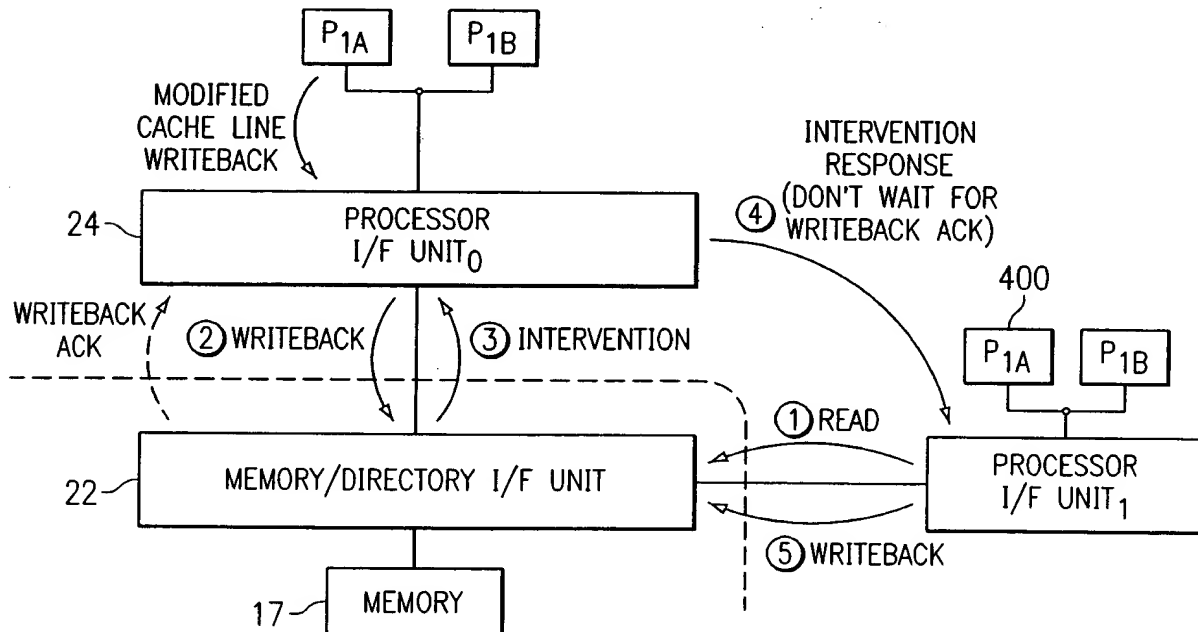 P1A
P1B
MODIFIED
CACHE LINE
WRITEBACK
INTERVENTION
RESPONSE
(DON'T WAIT FOR
WRITEBACK ACK)
④
24
PROCESSOR
I/F UNIT0
400
WRITEBACK
ACK
② WRITEBACK
③ INTERVENTION
P1A
P1B
① READ
22
MEMORY/DIRECTORY I/F UNIT
PROCESSOR
I/F UNIT1
⑤ WRITEBACK
17
MEMORY